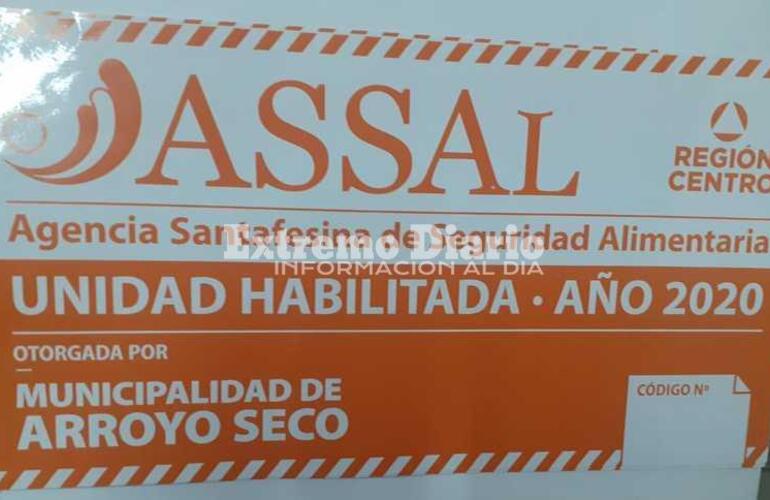 ASSAL
REGIÓN
CENTRO
Agencia Santafesina de Seguridad Alimentaria
Extremo Diario
INFORMACIÓN AL DÍA
UNIDAD HABILITADA · AÑO 2020
OTORGADA POR
MUNICIPALIDAD DE
ARROYO SECO
CÓDIGO Nº